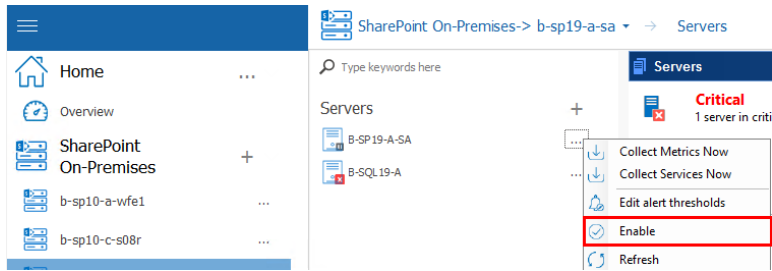 SharePoint On-Premises-> b-sp19-a-sa → Servers
Home ...
Overview
SharePoint
On-Premises +
b-sp10-a-wfe1 ...
b-sp10-c-s08r ...
Type keywords here
Servers +
B-SP19-A-SA ...
B-SQL19-A ...
Servers
Critical
1 server in criti
Collect Metrics Now
Collect Services Now
Edit alert thresholds
Enable
Refresh